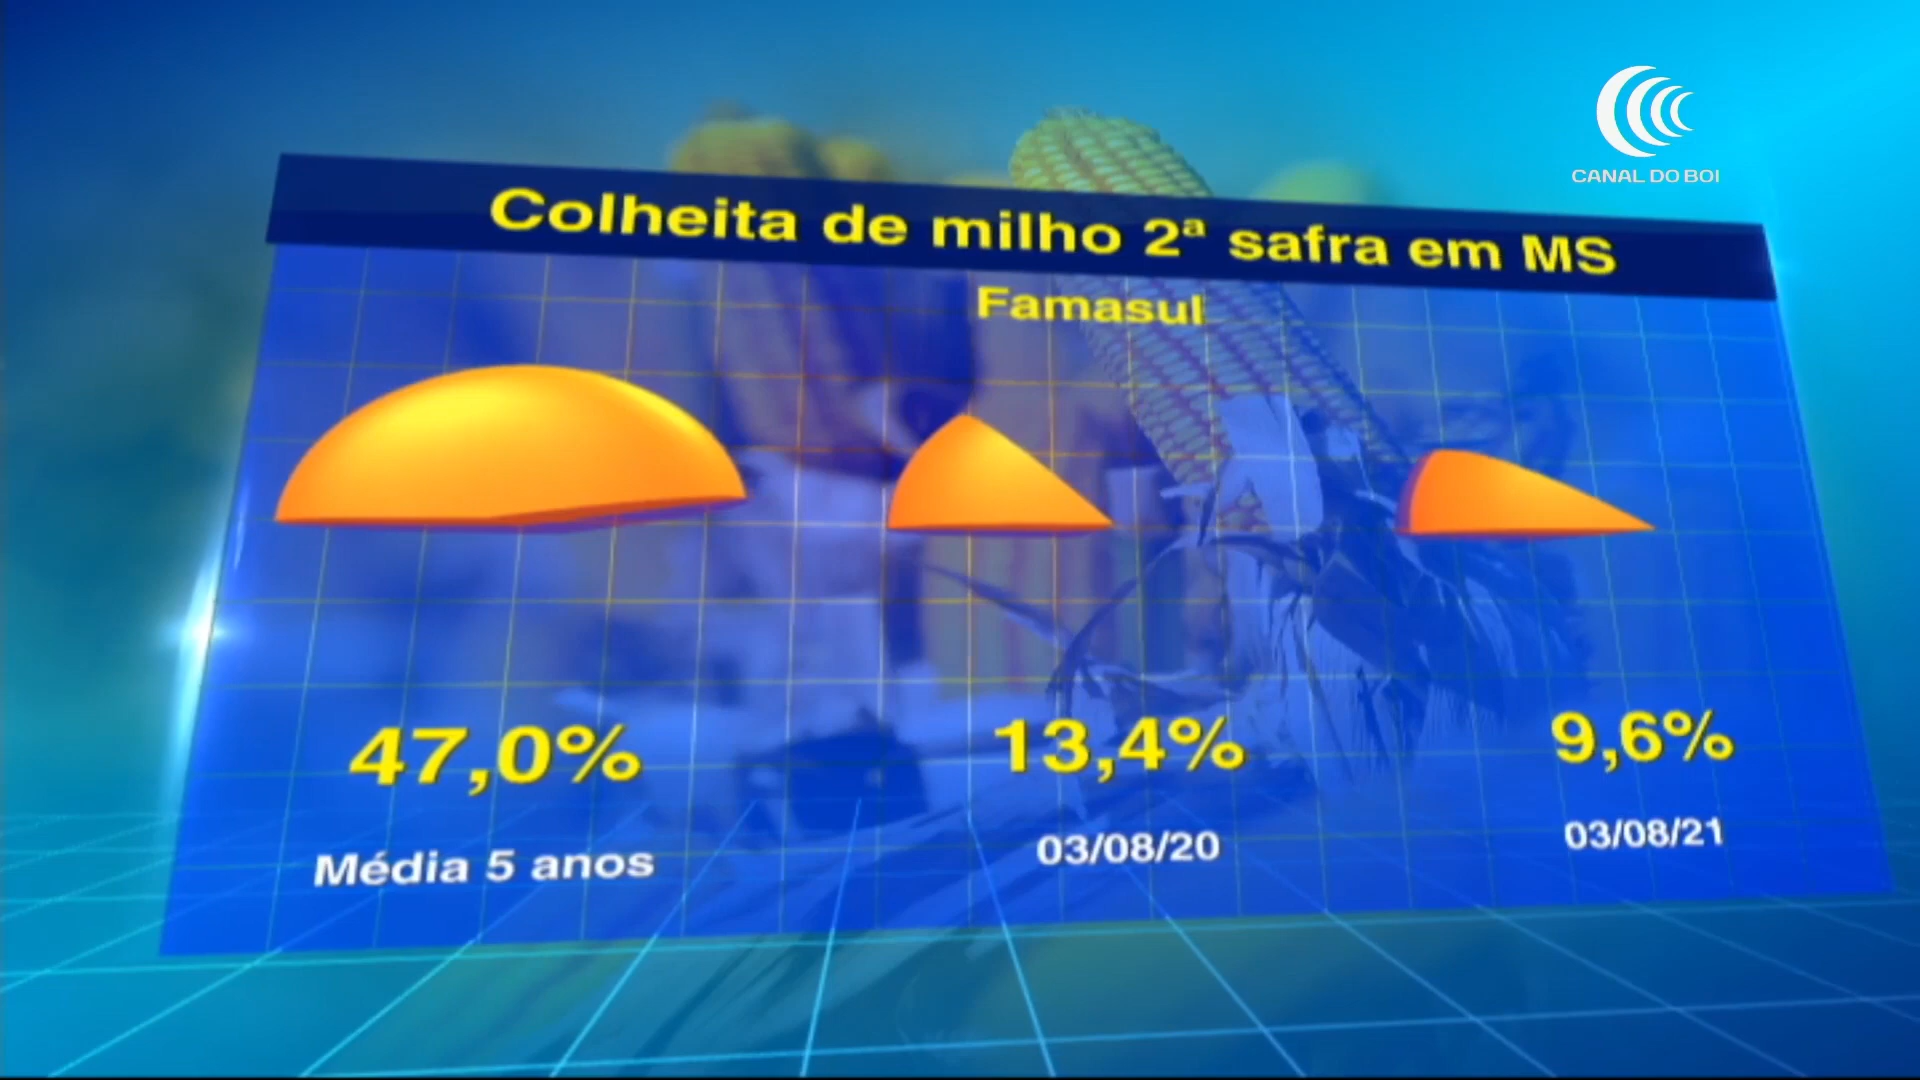 CANAL DO BOI
Colheita de milho 2ª safra em MS
Famasul
47,0%
13,4%
9,6%
Média 5 anos
03/08/20
03/08/21